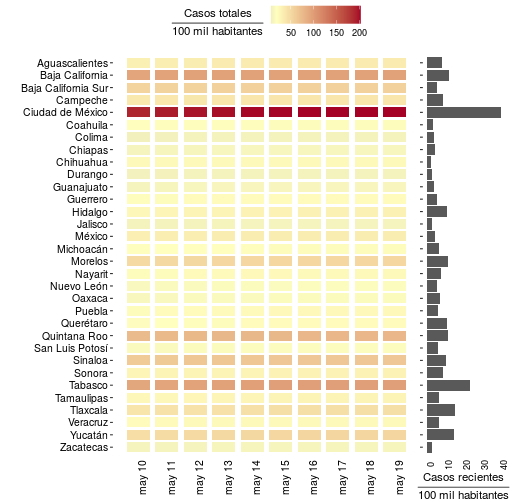 Casos totales
100 mil habitantes
50 100 150 200
Aguascalientes
Baja California
Baja California Sur
Campeche
Ciudad de México
Coahuila
Colima
Chiapas
Chihuahua
Durango
Guanajuato
Guerrero
Hidalgo
Jalisco
México
Michoacán
Morelos
Nayarit
Nuevo León
Oaxaca
Puebla
Querétaro
Quintana Roo
San Luis Potosí
Sinaloa
Sonora
Tabasco
Tamaulipas
Tlaxcala
Veracruz
Yucatán
Zacatecas
may 10
may 11
may 12
may 13
may 14
may 15
may 16
may 17
may 18
may 19
0
10
20
30
40
Casos recientes
100 mil habitantes